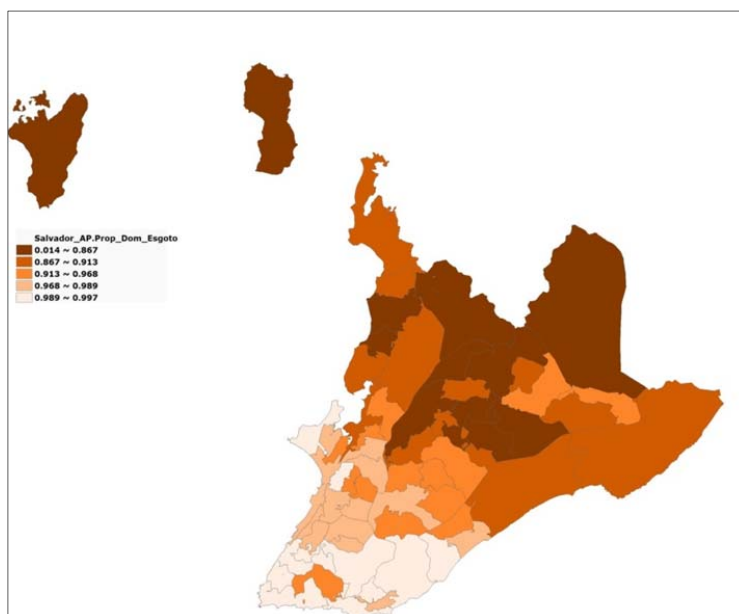 Salvador_AP.Prop_Dom_Esgoto
0.014 ~ 0.867
0.867 ~ 0.913
0.913 ~ 0.968
0.968 ~ 0.989
0.989 ~ 0.997